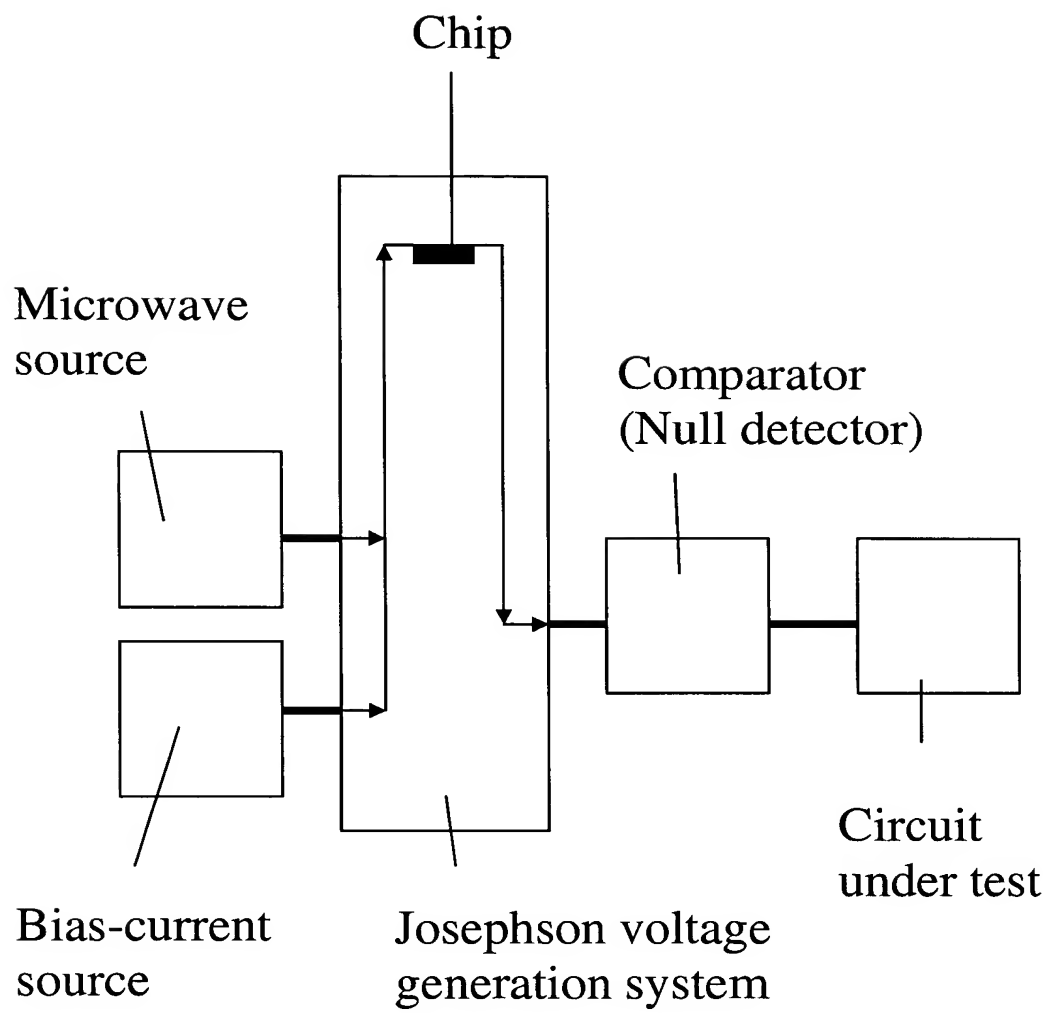 Chip
Microwave
source
Comparator
(Null detector)
Circuit
under test
Bias-current
source
Josephson voltage
generation system